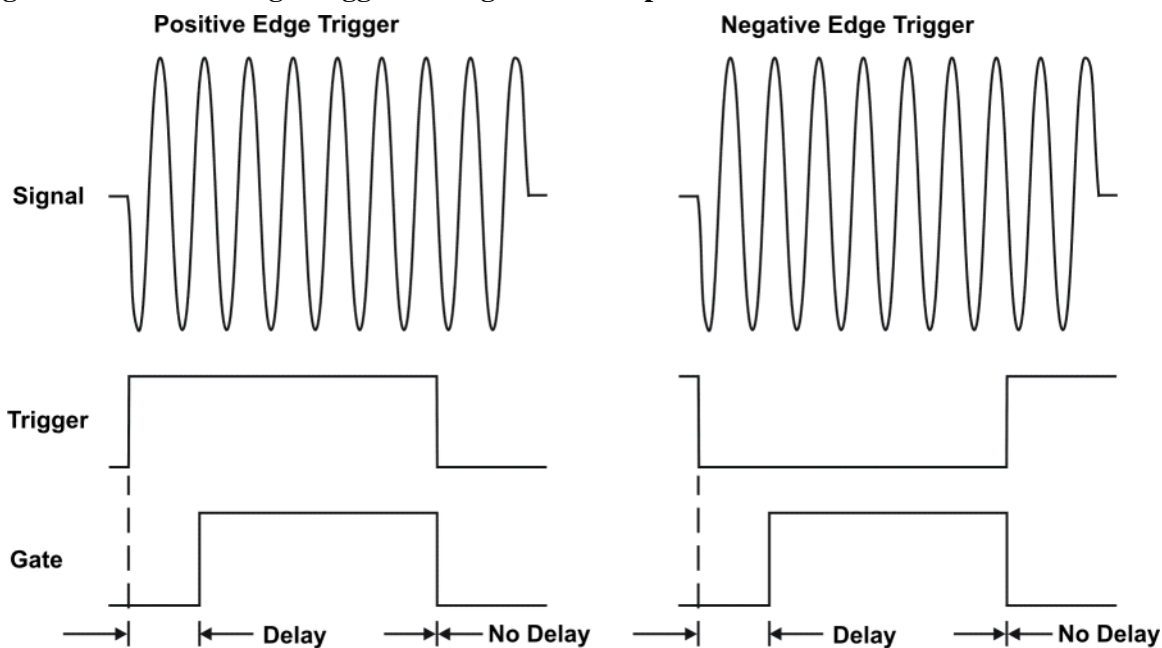 Positive Edge Trigger
Negative Edge Trigger
Signal
Trigger
Gate
Delay
No Delay
Delay
No Delay